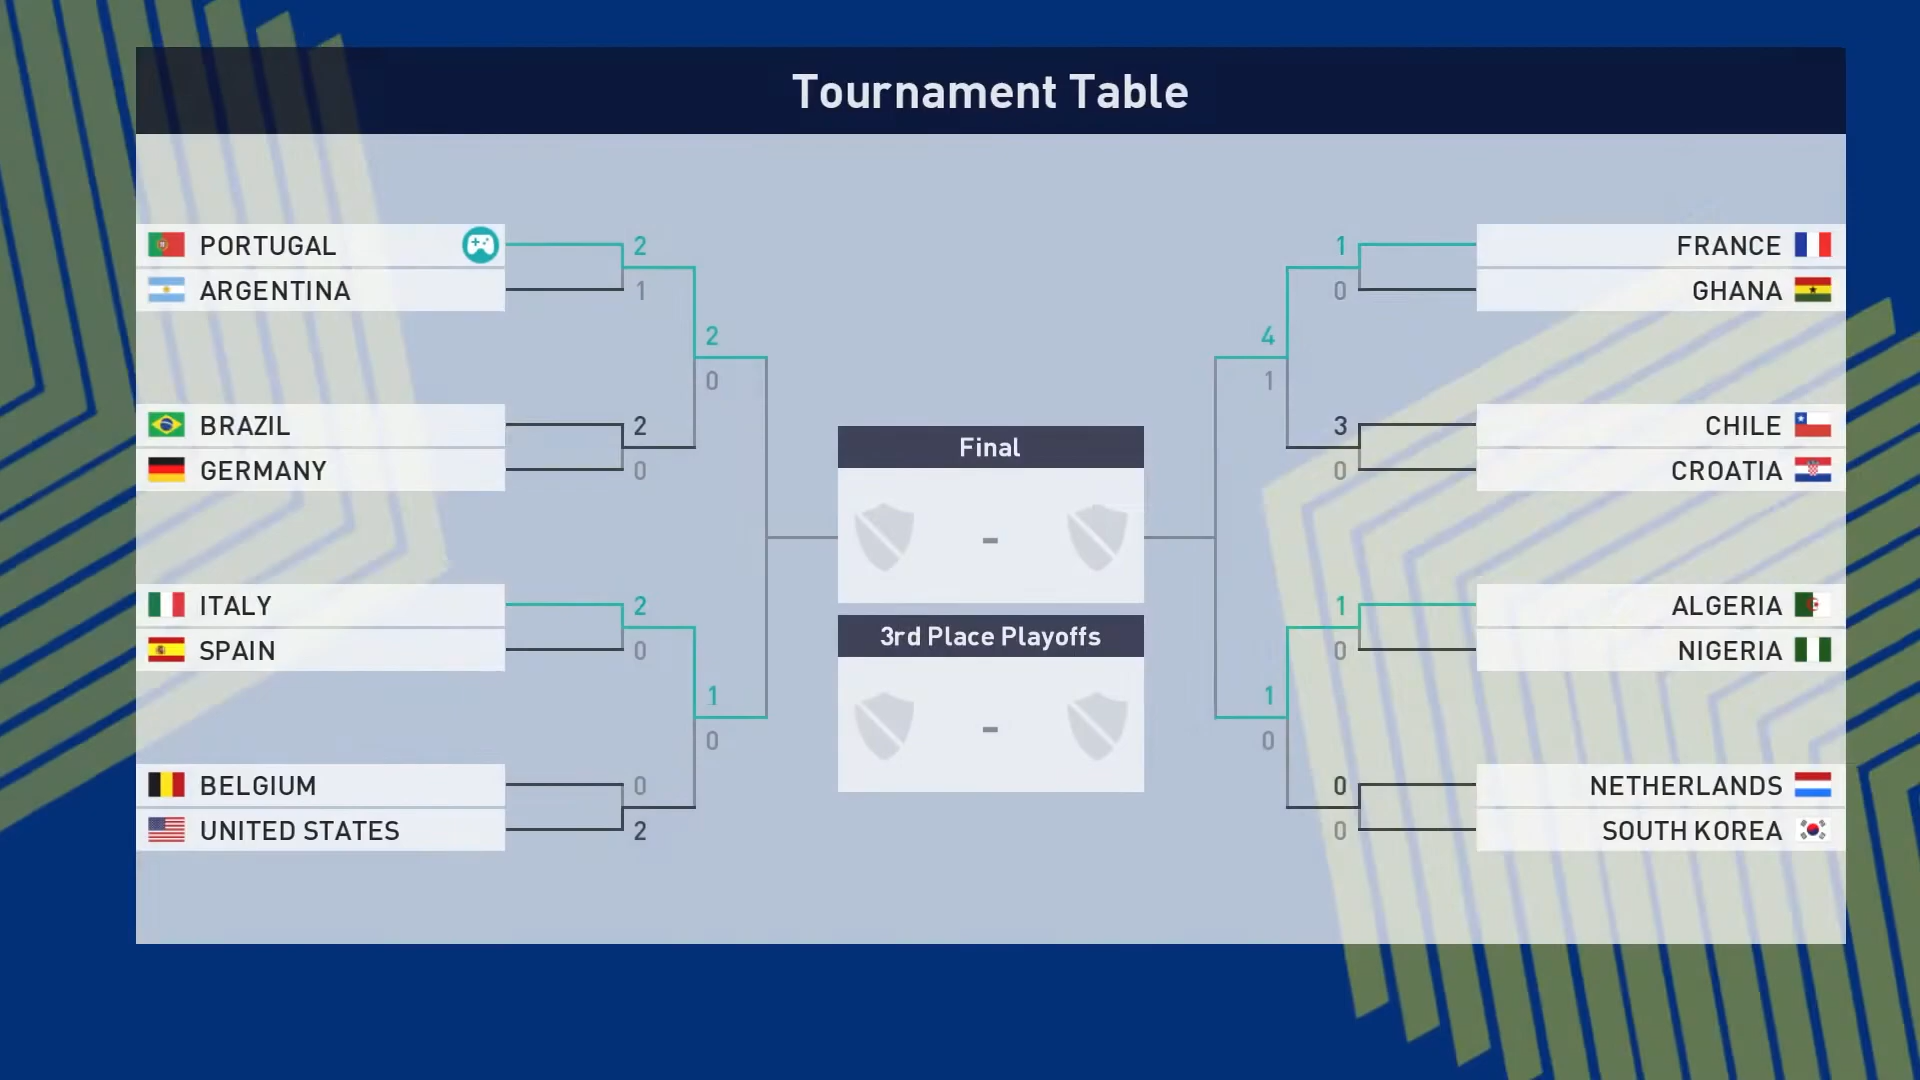 Tournament Table
PORTUGAL 2
ARGENTINA 1
2
0
BRAZIL 2
GERMANY 0
ITALY 2
SPAIN 0
1
0
BELGIUM 0
UNITED STATES 2
Final
-
3rd Place Playoffs
-
1 FRANCE
0 GHANA
4
1
3 CHILE
0 CROATIA
1 ALGERIA
0 NIGERIA
1
0
0 NETHERLANDS
0 SOUTH KOREA